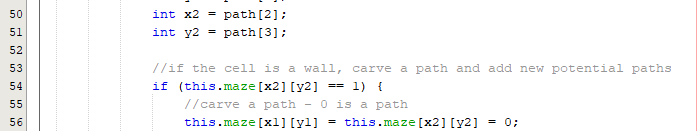 50 int x2 = path[2];
51 int y2 = path[3];
52
53 //if the cell is a wall, carve a path and add new potential paths
54 if (this.maze[x2][y2] == 1) {
55 //carve a path - 0 is a path
56 this.maze[x1][y1] = this.maze[x2][y2] = 0;